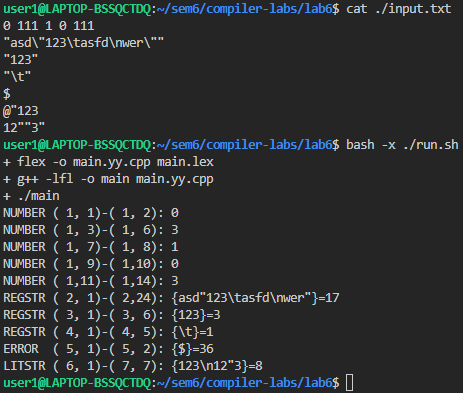 user1@LAPTOP-BSSQCTDQ:~/sem6/compiler-labs/lab6$ cat ./input.txt
0 111 1 0 111
"asd\"123\tasfd\nwer\""
"123"
"\t"
$
@"123
12""3"
user1@LAPTOP-BSSQCTDQ:~/sem6/compiler-labs/lab6$ bash -x ./run.sh
+ flex -o main.yy.cpp main.lex
+ g++ -lfl -o main main.yy.cpp
+ ./main
NUMBER ( 1, 1)-( 1, 2): 0
NUMBER ( 1, 3)-( 1, 6): 3
NUMBER ( 1, 7)-( 1, 8): 1
NUMBER ( 1, 9)-( 1,10): 0
NUMBER ( 1,11)-( 1,14): 3
REGSTR ( 2, 1)-( 2,24): {asd"123\tasfd\nwer"}=17
REGSTR ( 3, 1)-( 3, 6): {123}=3
REGSTR ( 4, 1)-( 4, 5): {\t}=1
ERROR  ( 5, 1)-( 5, 2): {$}=36
LITSTR ( 6, 1)-( 7, 7): {123\n12"3}=8
user1@LAPTOP-BSSQCTDQ:~/sem6/compiler-labs/lab6$